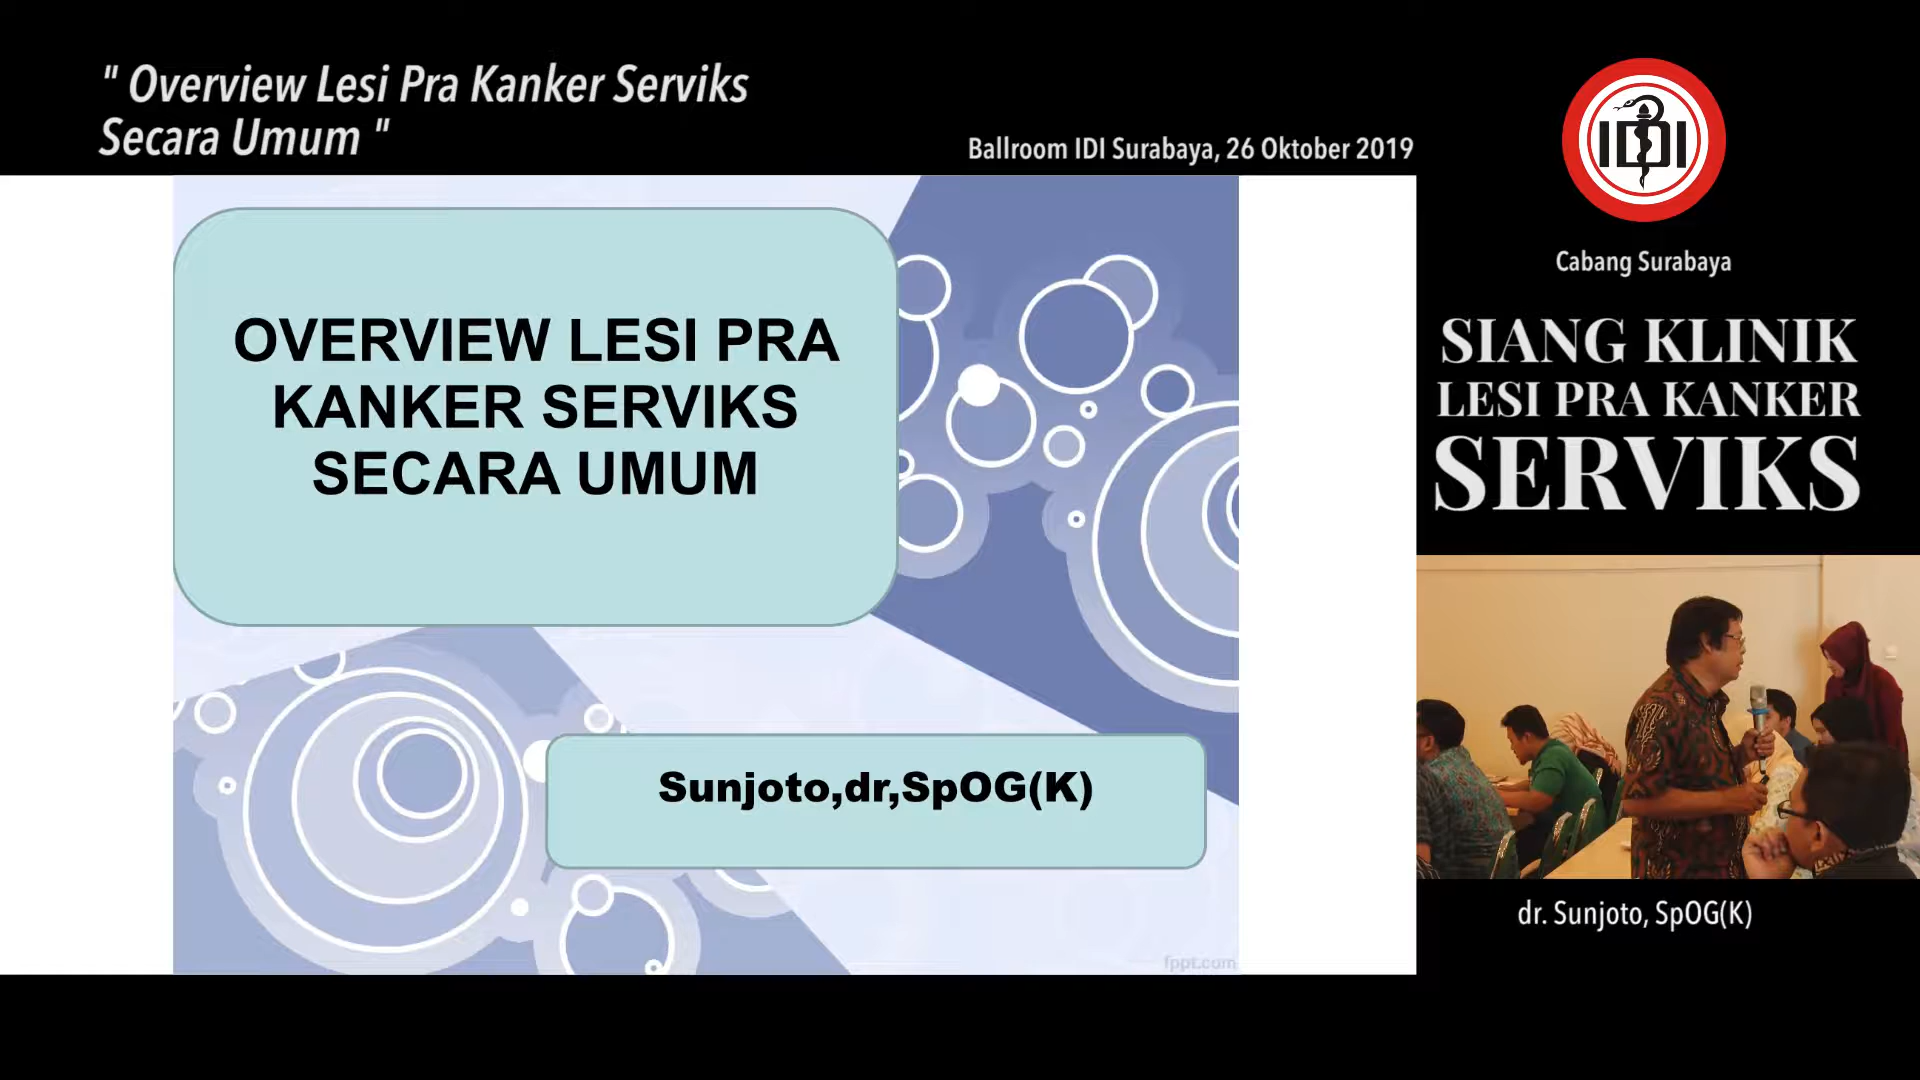 " Overview Lesi Pra Kanker Serviks
Secara Umum "
Ballroom IDI Surabaya, 26 Oktober 2019
IDI
Cabang Surabaya
SIANG KLINIK
LESI PRA KANKER
SERVIKS
OVERVIEW LESI PRA
KANKER SERVIKS
SECARA UMUM
Sunjoto,dr,SpOG(K)
fppt.com
dr. Sunjoto, SpOG(K)